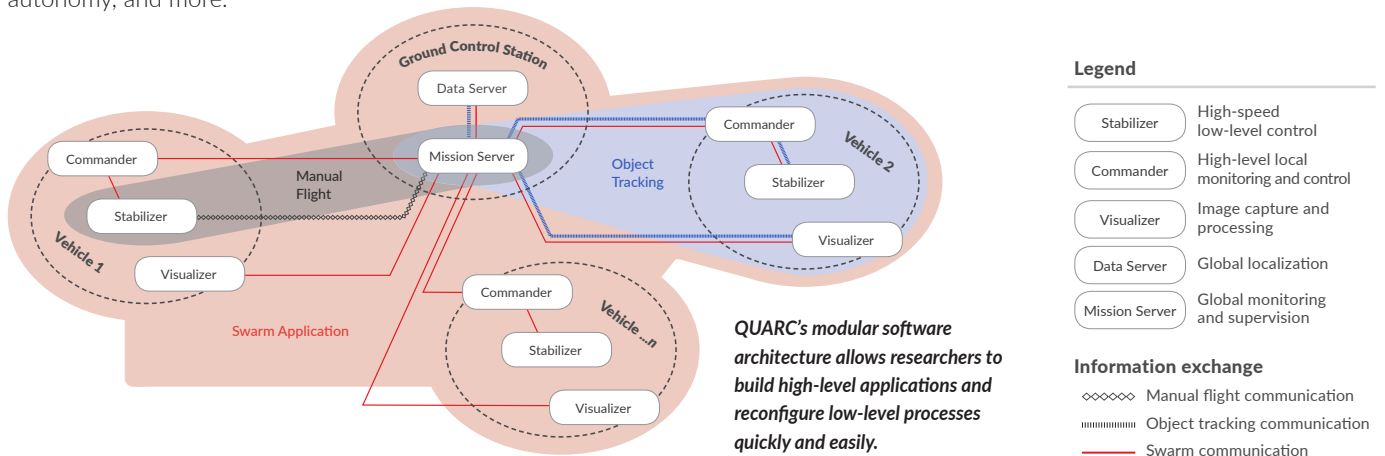 autonomy, and more.
Ground Control Station
Data Server
Mission Server
Commander
Stabilizer
Visualizer
Vehicle 1
Manual
Flight
Object
Tracking
Commander
Stabilizer
Visualizer
Vehicle 2
Swarm Application
Commander
Stabilizer
Visualizer
Vehicle ...n
QUARC's modular software
architecture allows researchers to
build high-level applications and
reconfigure low-level processes
quickly and easily.
Legend
Stabilizer
High-speed
low-level control
Commander
High-level local
monitoring and control
Visualizer
Image capture and
processing
Data Server
Global localization
Mission Server
Global monitoring
and supervision
Information exchange
Manual flight communication
Object tracking communication
Swarm communication